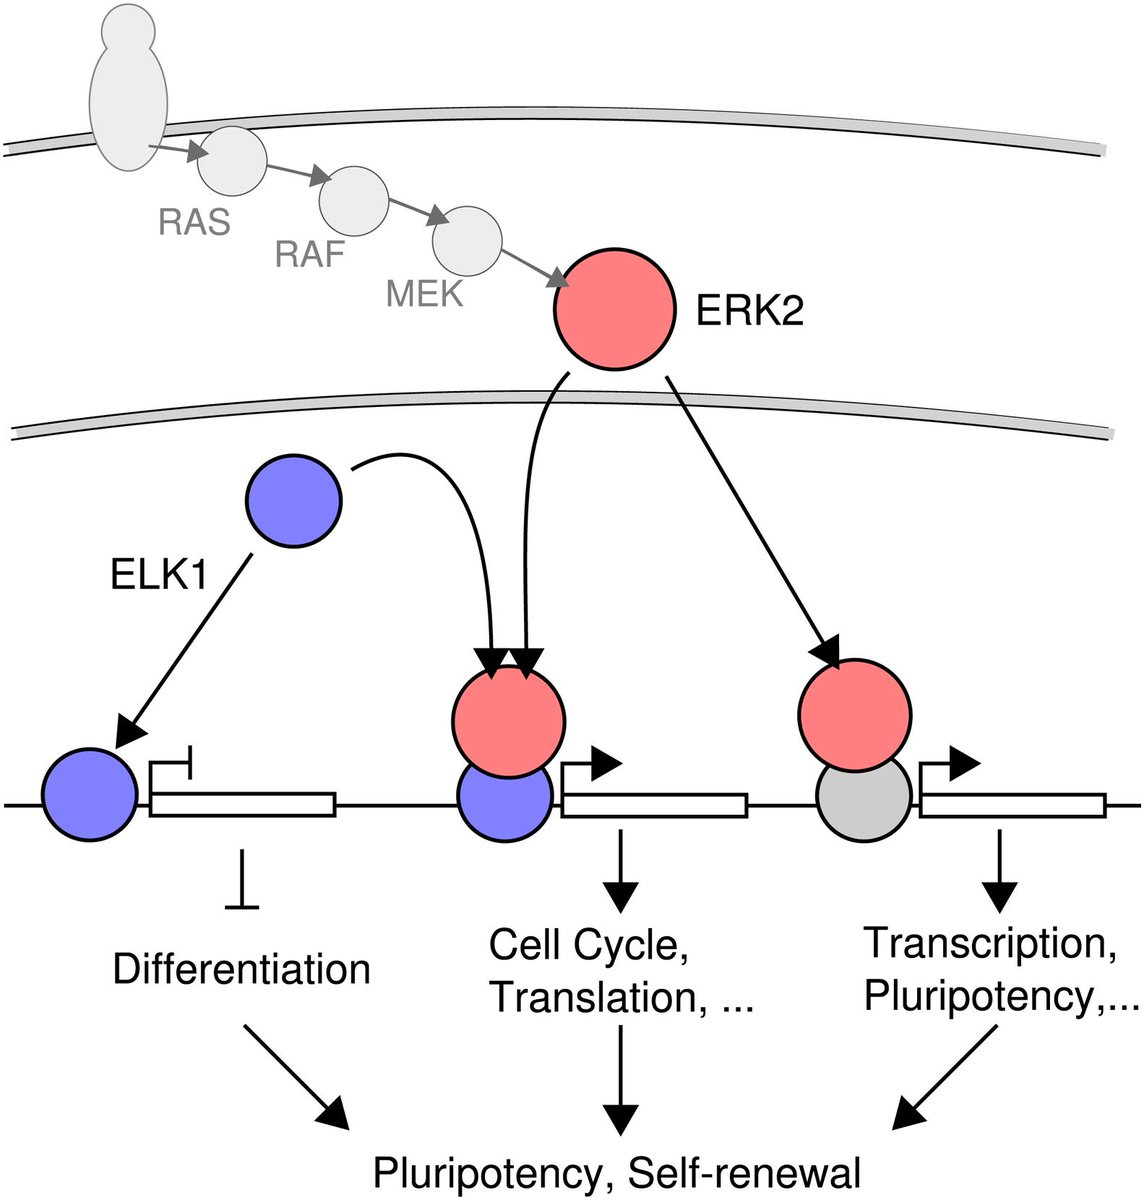 RAS
RAF
MEK
ERK2
ELK1
Differentiation
Cell Cycle,
Translation, ...
Transcription,
Pluripotency,...
Pluripotency, Self-renewal